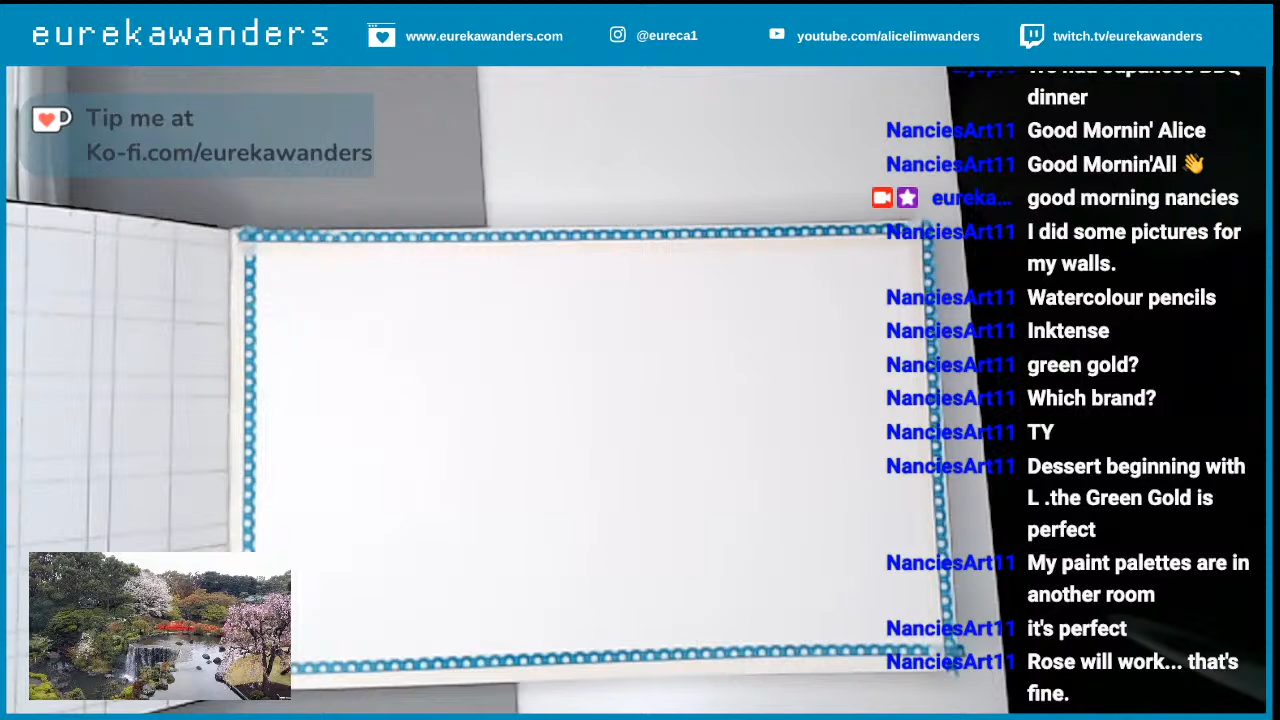 eurekawanders
www.eurekawanders.com
@eureca1
youtube.com/alicelimwanders
twitch.tv/eurekawanders
Tip me at
Ko-fi.com/eurekawanders
dinner
NanciesArt11 Good Mornin' Alice
NanciesArt11 Good Mornin'All 👋
eureka... good morning nancies
NanciesArt11 I did some pictures for
my walls.
NanciesArt11 Watercolour pencils
NanciesArt11 Inktense
NanciesArt11 green gold?
NanciesArt11 Which brand?
NanciesArt11 TY
NanciesArt11 Dessert beginning with
L .the Green Gold is
perfect
NanciesArt11 My paint palettes are in
another room
NanciesArt11 it's perfect
NanciesArt11 Rose will work... that's
fine.